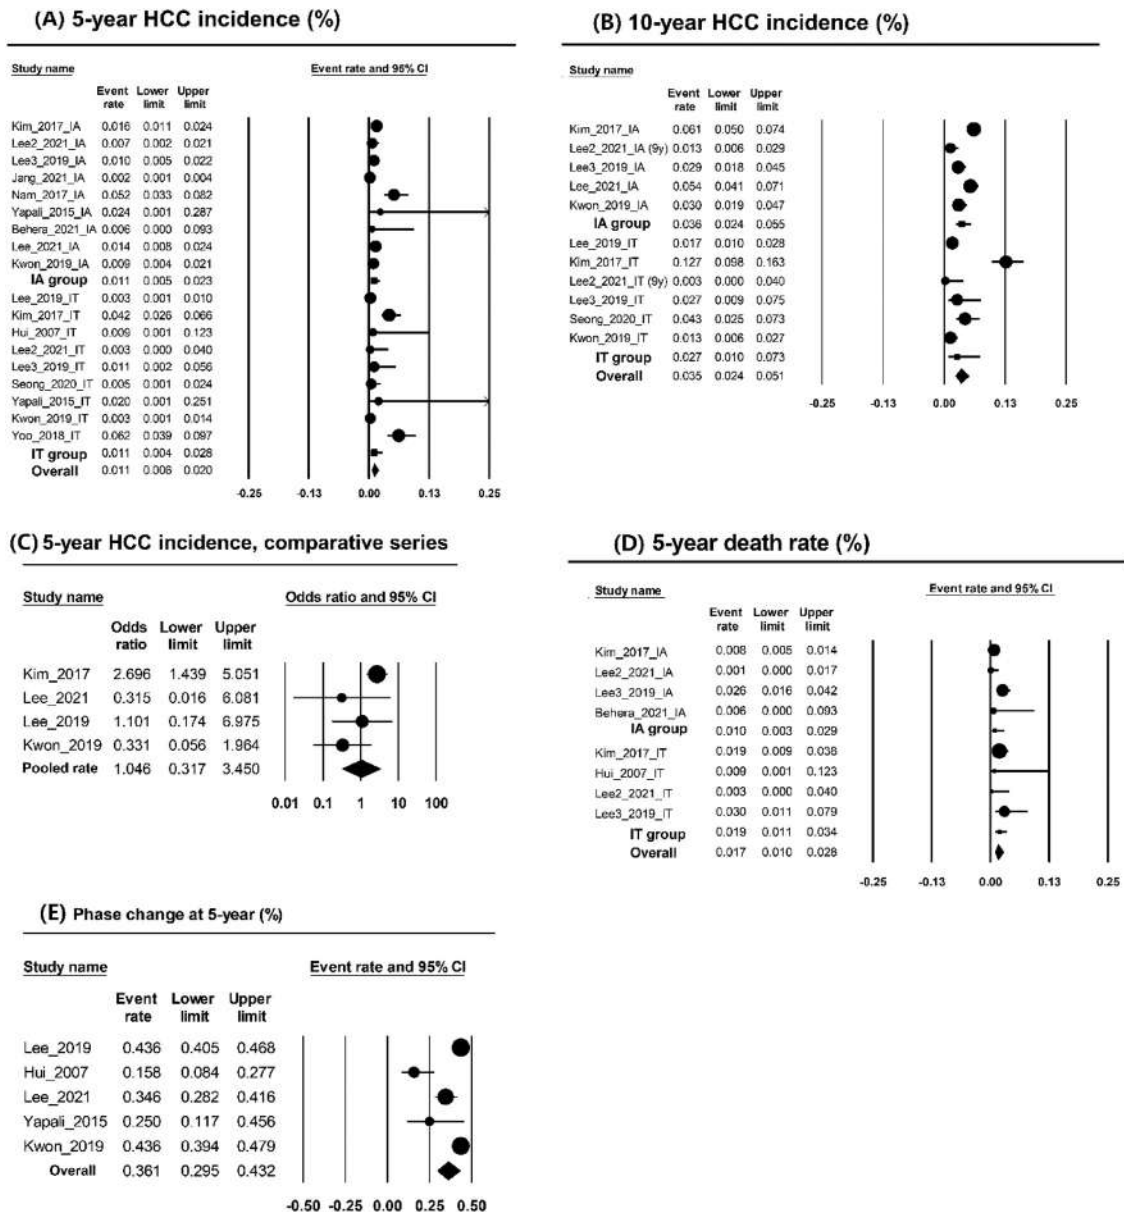 (A) 5-year HCC incidence (%)
Study name Event rate and 95% CI
Event Lower Upper
rate limit limit
Kim_2017_IA 0.016 0.011 0.024
Lee2_2021_IA 0.007 0.002 0.021
Lee3_2019_IA 0.010 0.005 0.022
Jang_2021_IA 0.002 0.001 0.004
Nam_2017_IA 0.052 0.033 0.082
Yapali_2015_IA 0.024 0.001 0.287
Behera_2021_IA 0.006 0.000 0.093
Lee_2021_IA 0.014 0.008 0.024
Kwon_2019_IA 0.009 0.004 0.021
IA group 0.011 0.005 0.023
Lee_2019_IT 0.003 0.001 0.010
Kim_2017_IT 0.042 0.026 0.066
Hui_2007_IT 0.009 0.001 0.123
Lee2_2021_IT 0.003 0.000 0.040
Lee3_2019_IT 0.011 0.002 0.056
Seong_2020_IT 0.005 0.001 0.024
Yapali_2015_IT 0.020 0.001 0.251
Kwon_2019_IT 0.003 0.001 0.014
Yoo_2018_IT 0.062 0.039 0.097
IT group 0.011 0.004 0.028
Overall 0.011 0.006 0.020
-0.25 -0.13 0.00 0.13 0.25
(B) 10-year HCC incidence (%)
Study name
Event Lower Upper
rate limit limit
Kim_2017_IA 0.061 0.050 0.074
Lee2_2021_IA (9y) 0.013 0.006 0.029
Lee3_2019_IA 0.029 0.018 0.045
Lee_2021_IA 0.054 0.041 0.071
Kwon_2019_IA 0.030 0.019 0.047
IA group 0.036 0.024 0.055
Lee_2019_IT 0.017 0.010 0.028
Kim_2017_IT 0.127 0.098 0.163
Lee2_2021_IT (9y) 0.003 0.000 0.040
Lee3_2019_IT 0.027 0.009 0.075
Seong_2020_IT 0.043 0.025 0.073
Kwon_2019_IT 0.013 0.006 0.027
IT group 0.027 0.010 0.073
Overall 0.035 0.024 0.051
-0.25 -0.13 0.00 0.13 0.25
(C) 5-year HCC incidence, comparative series
Study name Odds ratio and 95% CI
Odds Lower Upper
ratio limit limit
Kim_2017 2.696 1.439 5.051
Lee_2021 0.315 0.016 6.081
Lee_2019 1.101 0.174 6.975
Kwon_2019 0.331 0.056 1.964
Pooled rate 1.046 0.317 3.450
0.01 0.1 1 10 100
(D) 5-year death rate (%)
Study name Event rate and 95% CI
Event Lower Upper
rate limit limit
Kim_2017_IA 0.008 0.005 0.014
Lee2_2021_IA 0.001 0.000 0.017
Lee3_2019_IA 0.026 0.016 0.042
Behera_2021_IA 0.006 0.000 0.093
IA group 0.010 0.003 0.029
Kim_2017_IT 0.019 0.009 0.038
Hui_2007_IT 0.009 0.001 0.123
Lee2_2021_IT 0.003 0.000 0.040
Lee3_2019_IT 0.030 0.011 0.079
IT group 0.019 0.011 0.034
Overall 0.017 0.010 0.028
-0.25 -0.13 0.00 0.13 0.25
(E) Phase change at 5-year (%)
Study name Event rate and 95% CI
Event Lower Upper
rate limit limit
Lee_2019 0.436 0.405 0.468
Hui_2007 0.158 0.084 0.277
Lee_2021 0.346 0.282 0.416
Yapali_2015 0.250 0.117 0.456
Kwon_2019 0.436 0.394 0.479
Overall 0.361 0.295 0.432
-0.50 -0.25 0.00 0.25 0.50